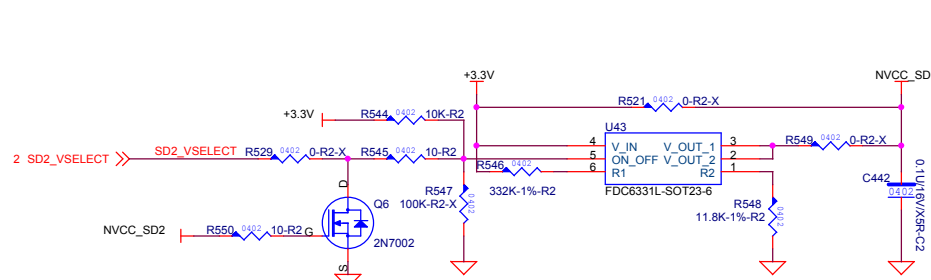 +3.3V
NVCC_SD
R521 0402 0-R2-X
+3.3V
R544 0402 10K-R2
U43
4 V_IN V_OUT_1 3
5 ON_OFF V_OUT_2 2
6 R1 R2 1
FDC6331L-SOT23-6
R549 0402 0-R2-X
2 SD2_VSELECT
SD2_VSELECT
R529 0402 0-R2-X
R545 0402 10-R2
R546 0402
332K-1%-R2
C442
0402
0.1U/16V/X5R-C2
R547
100K-R2-X
0402
R548
11.8K-1%-R2
0402
D
Q6
2N7002
NVCC_SD2
R550 0402 10-R2
G
S